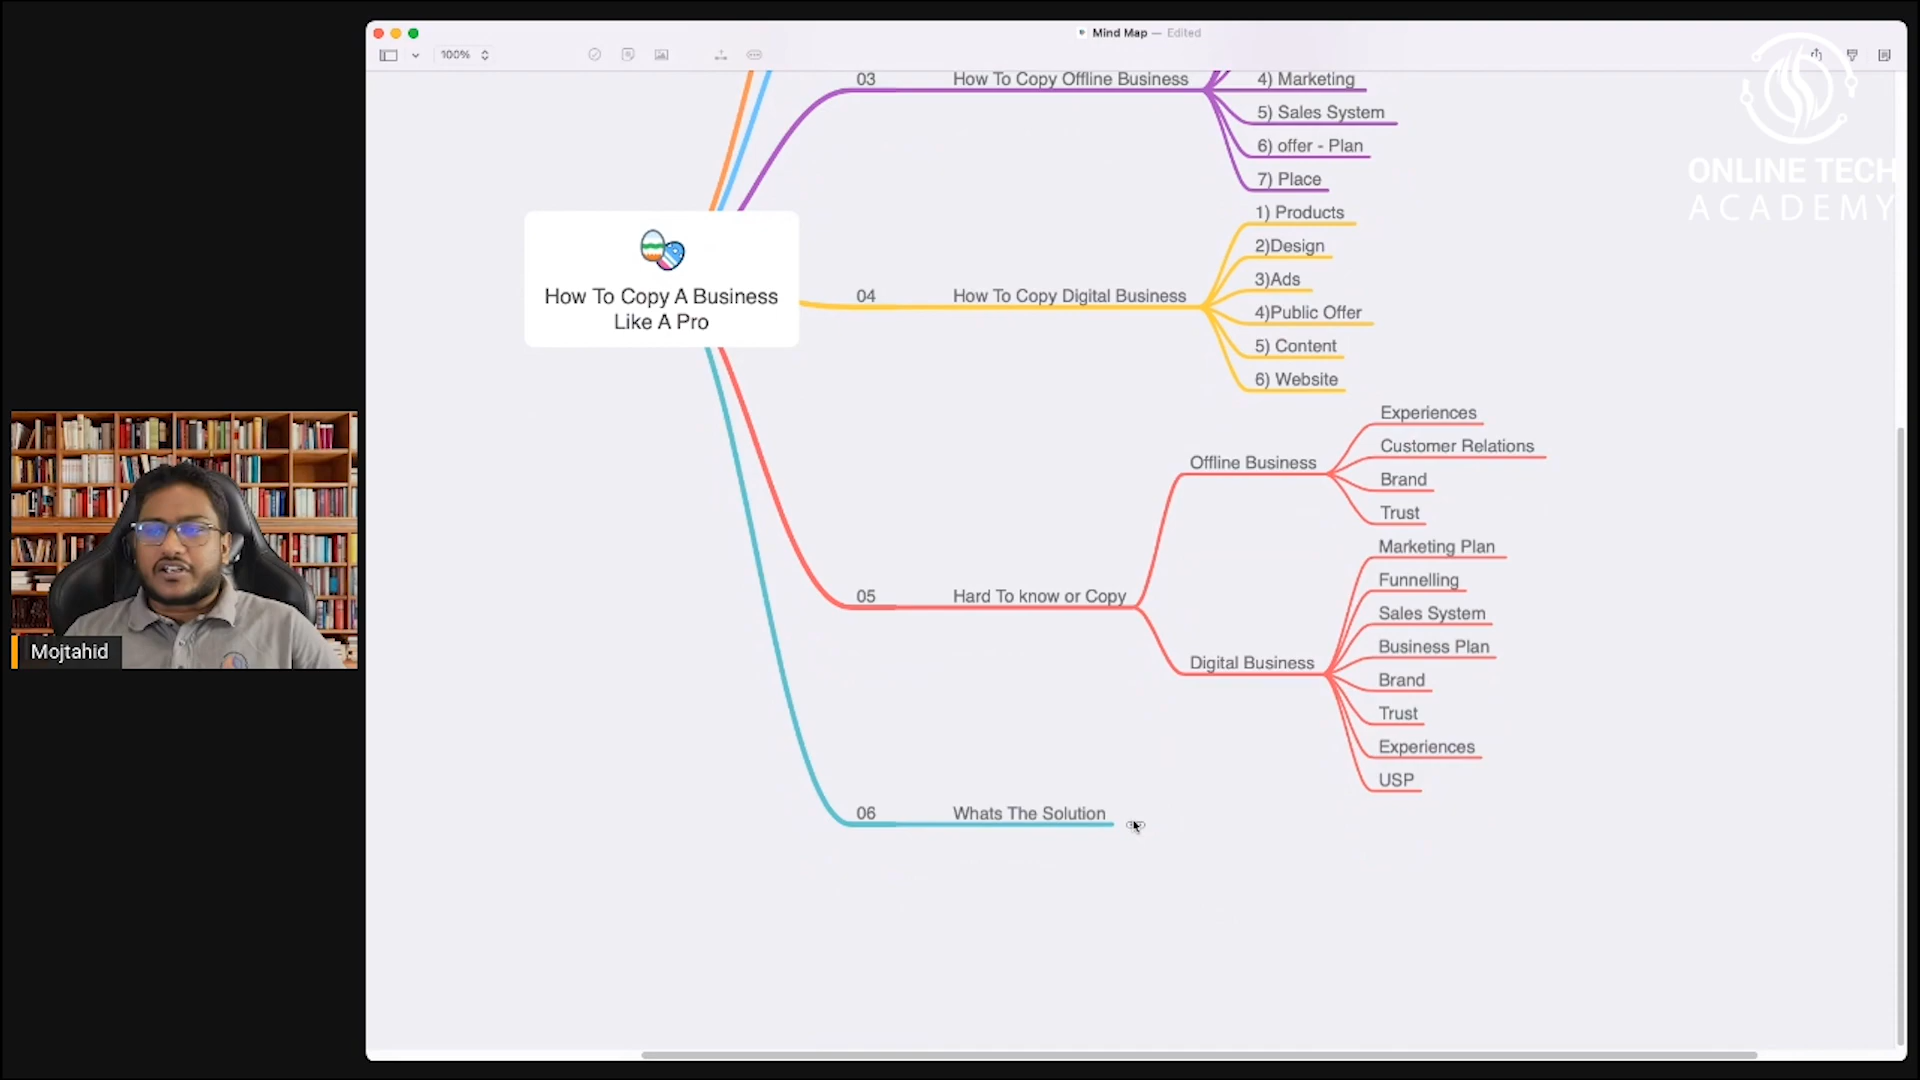 Mind Map — Edited
100%
ONLINE TECH
ACADEMY
03 How To Copy Offline Business
4) Marketing
5) Sales System
6) offer - Plan
7) Place
How To Copy A Business
Like A Pro
04 How To Copy Digital Business
1) Products
2)Design
3)Ads
4)Public Offer
5) Content
6) Website
05 Hard To know or Copy
Offline Business
Experiences
Customer Relations
Brand
Trust
Digital Business
Marketing Plan
Funnelling
Sales System
Business Plan
Brand
Trust
Experiences
USP
06 Whats The Solution
Mojtahid